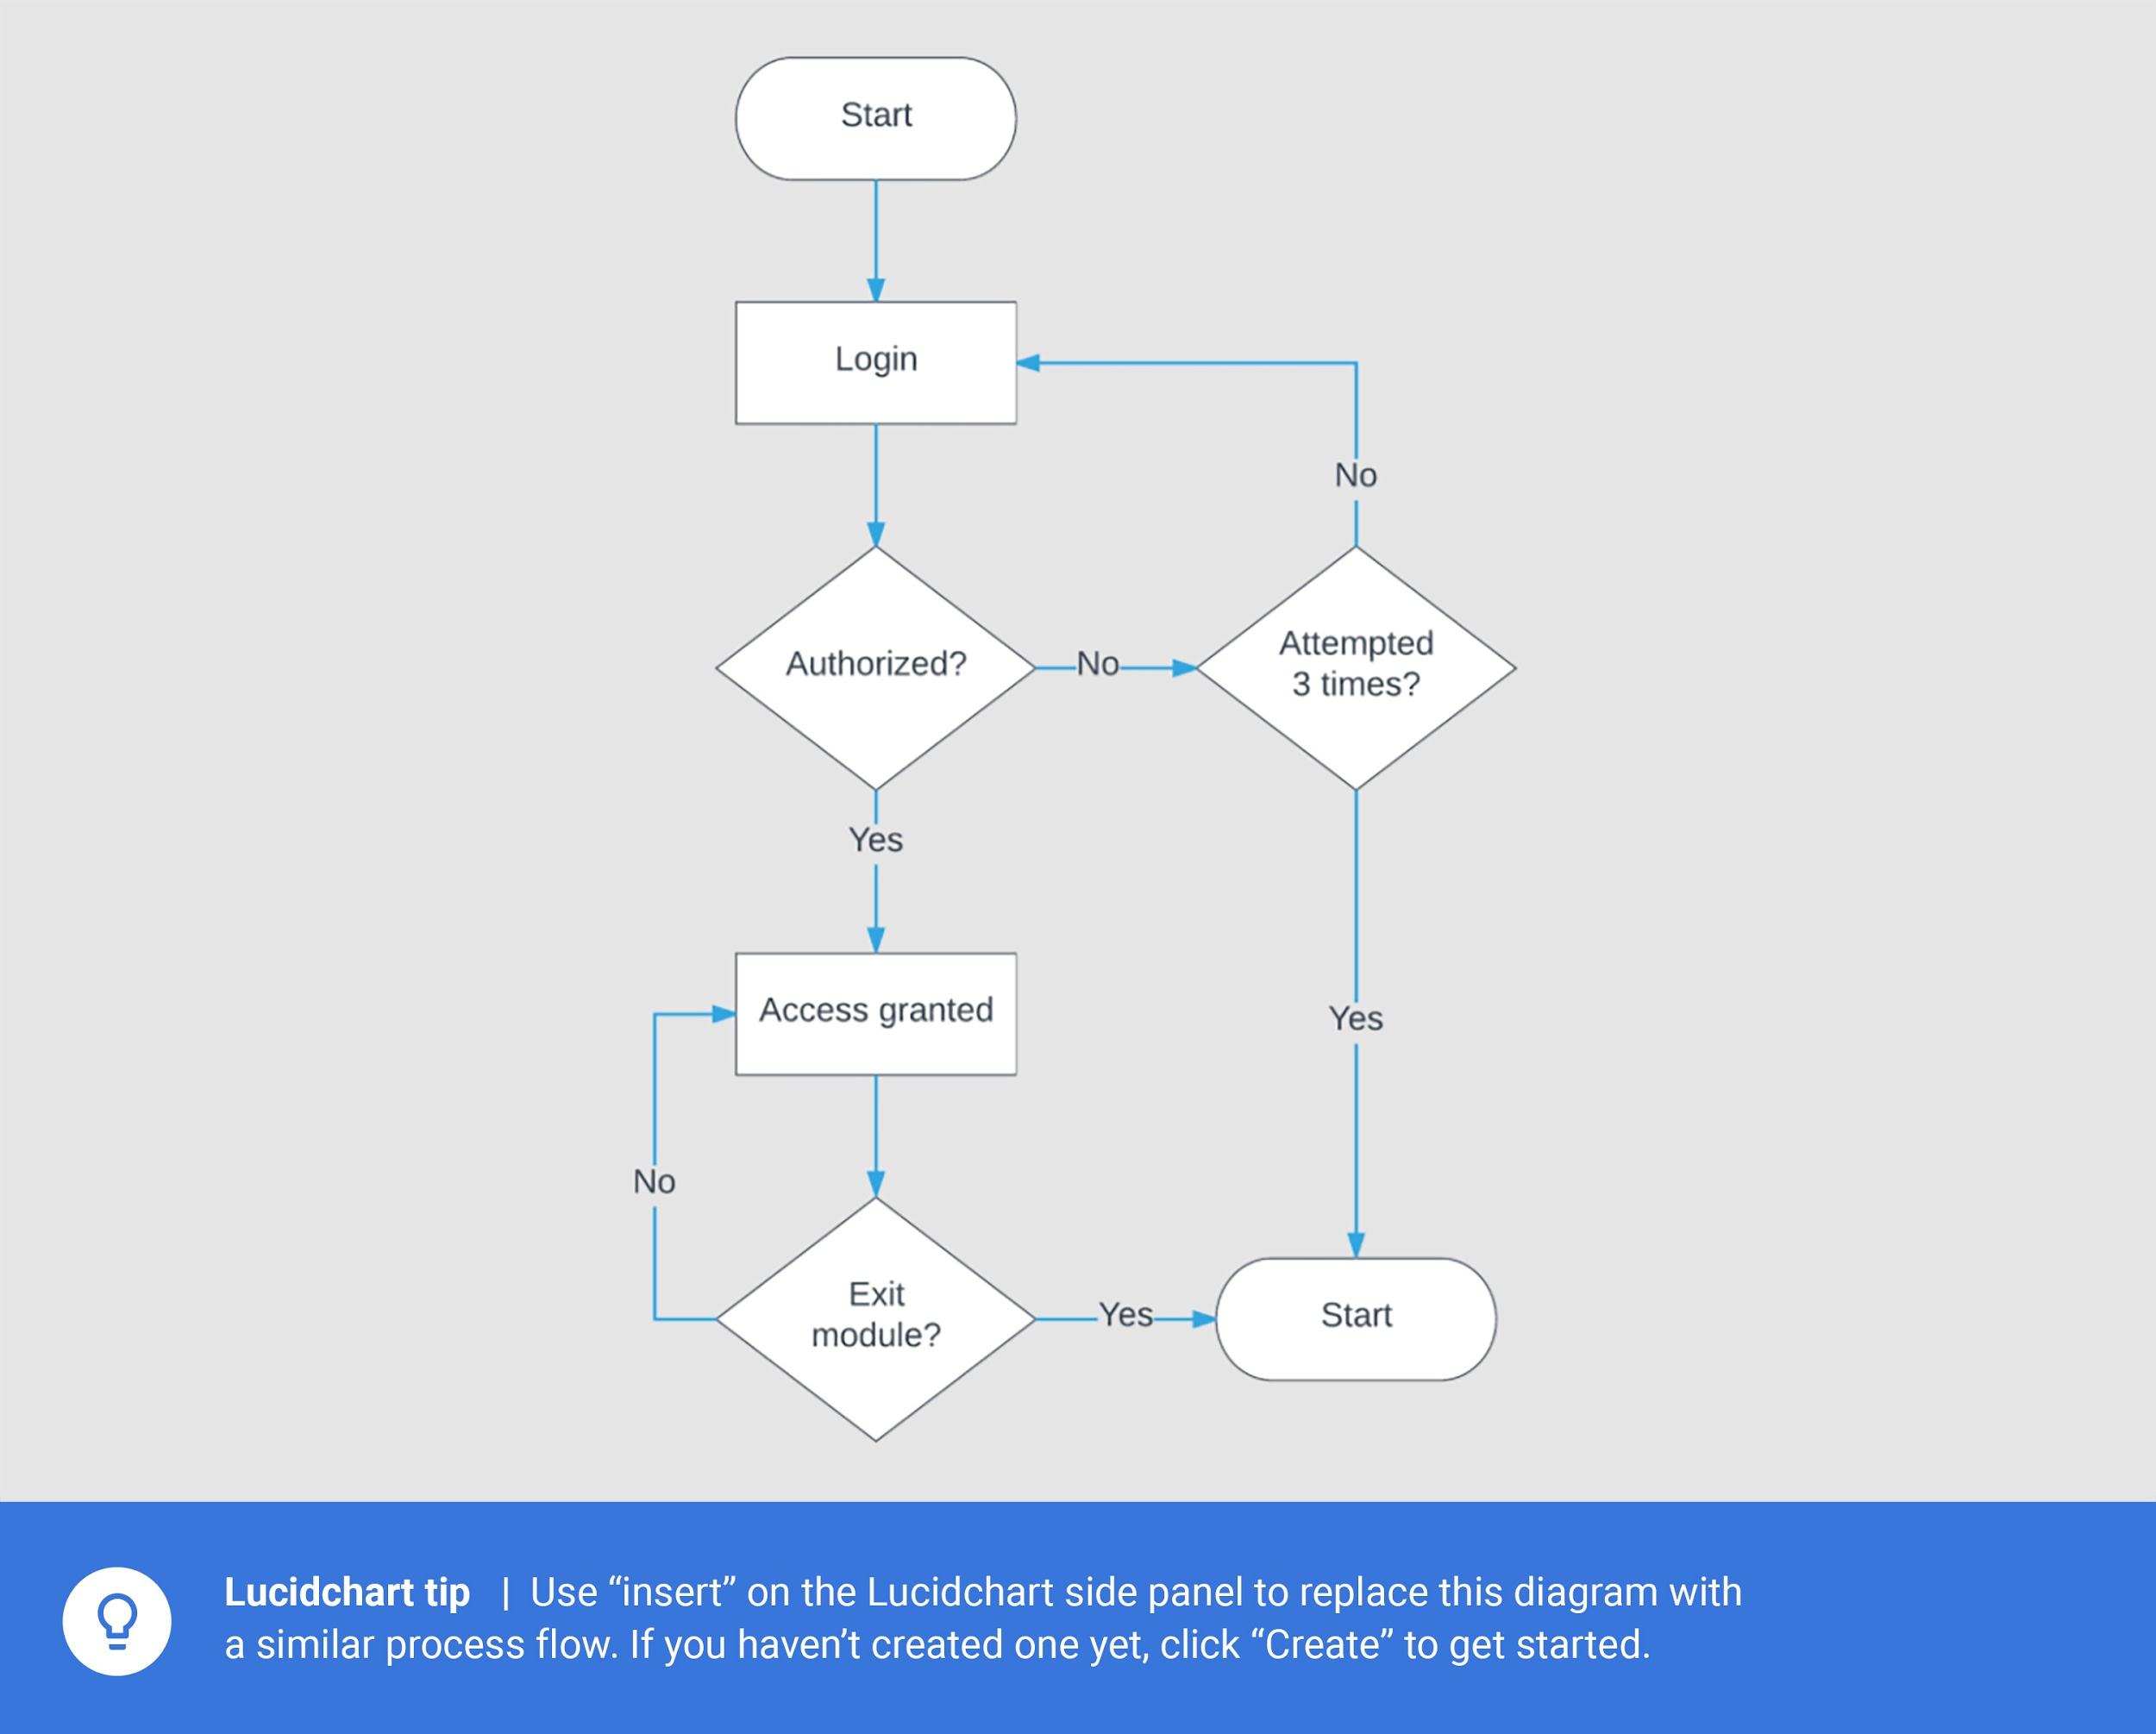 Start
Login
No
Authorized?
No
Attempted
3 times?
Yes
Access granted
Yes
No
Exit
module?
Yes
Start
Lucidchart tip | Use “insert” on the Lucidchart side panel to replace this diagram with
a similar process flow. If you haven’t created one yet, click “Create” to get started.